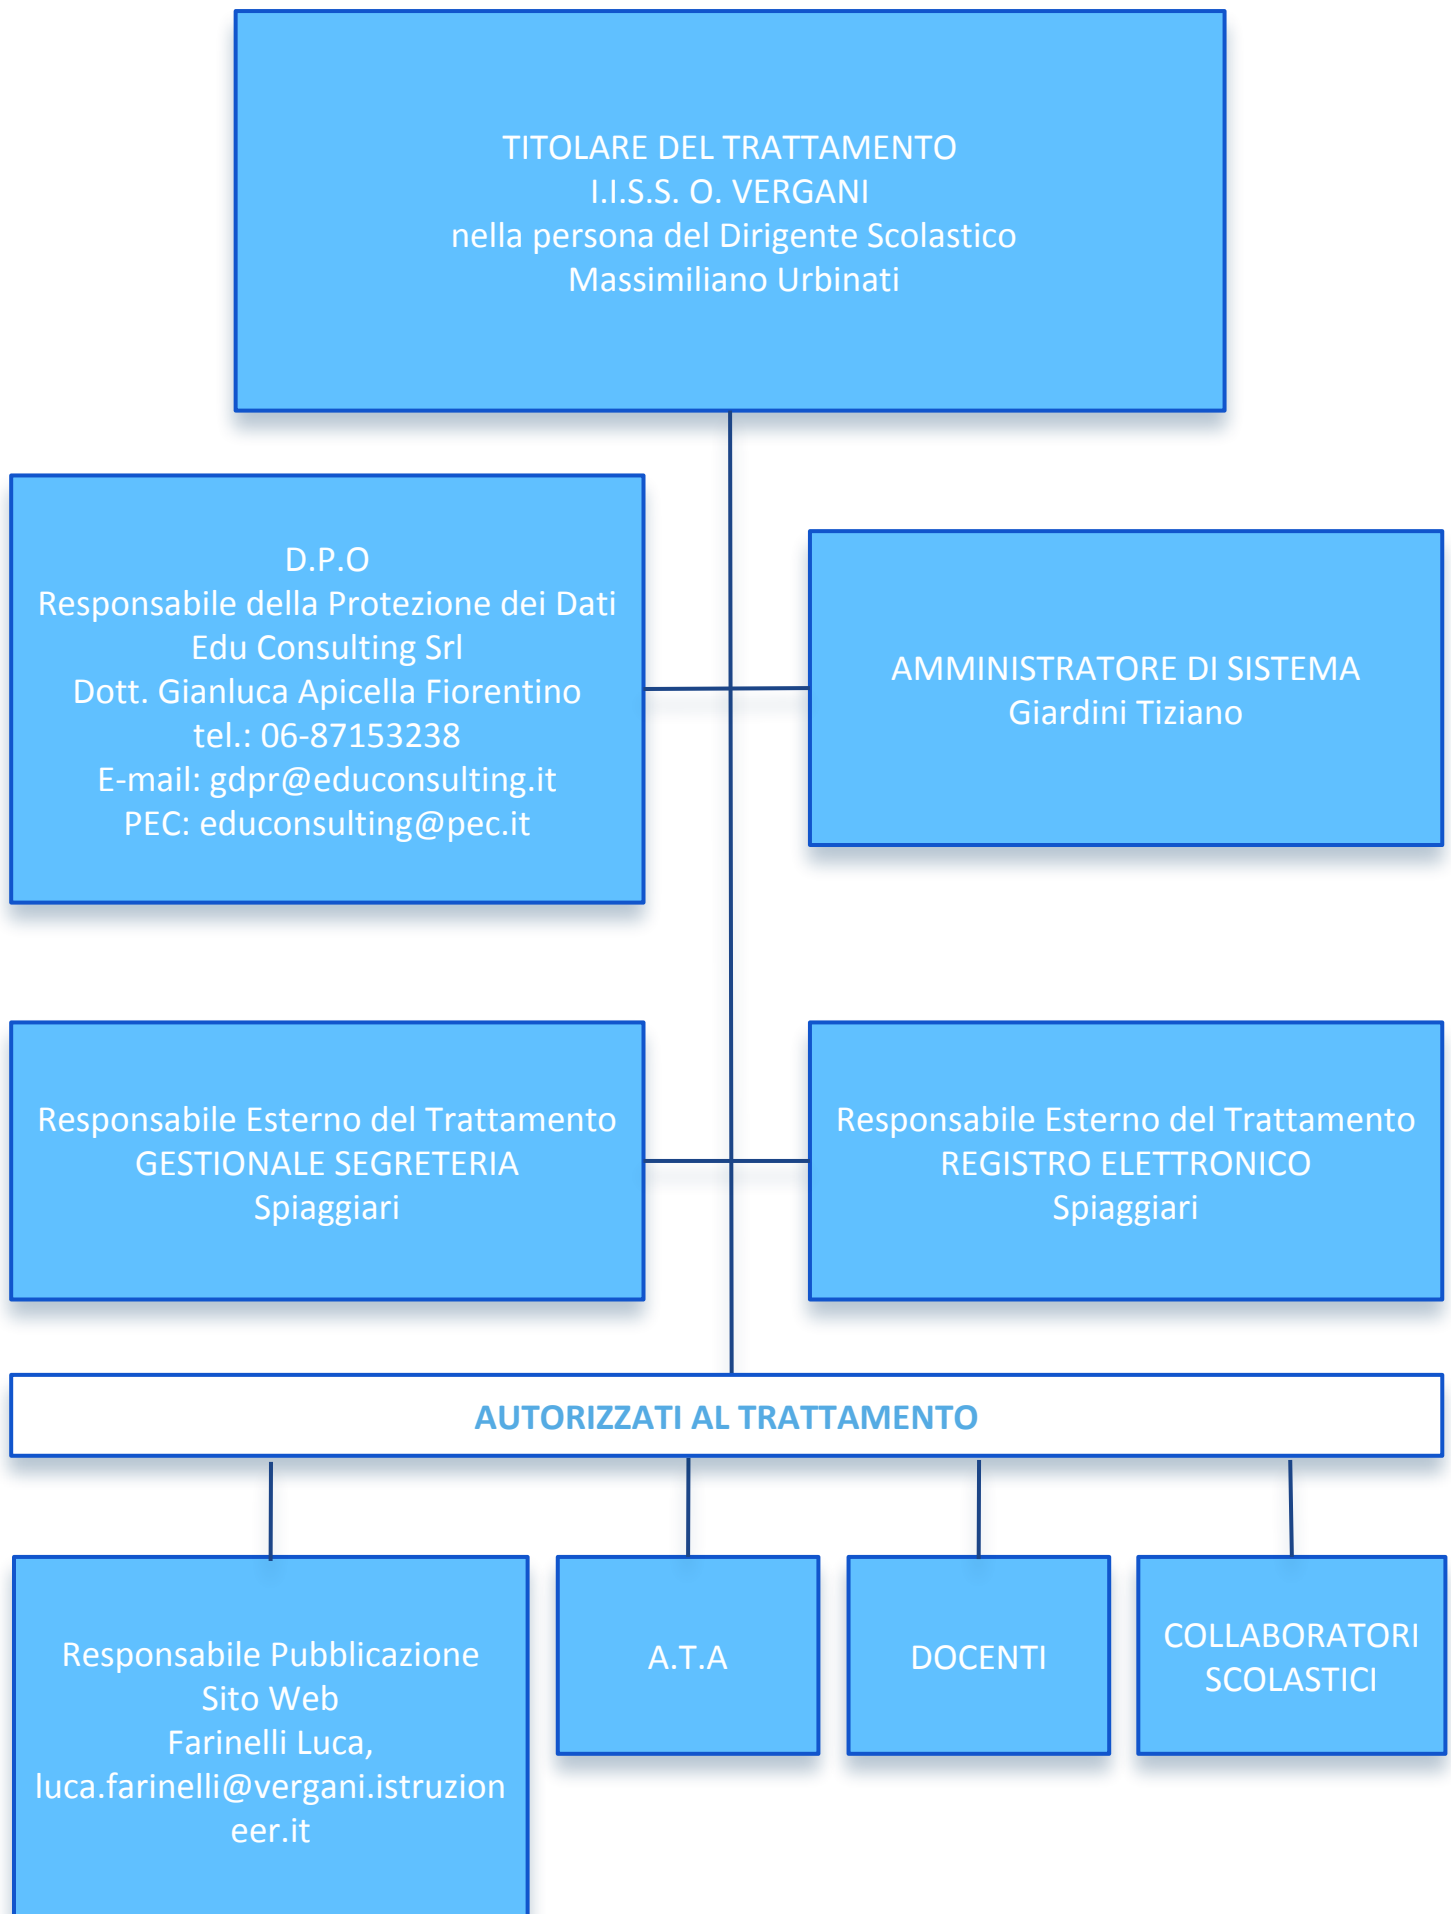 TITOLARE DEL TRATTAMENTO
I.I.S.S. O. VERGANI
nella persona del Dirigente Scolastico
Massimiliano Urbinati
D.P.O
Responsabile della Protezione dei Dati
Edu Consulting Srl
Dott. Gianluca Apicella Fiorentino
tel.: 06-87153238
E-mail: gdpr@educonsulting.it
PEC: educonsulting@pec.it
AMMINISTRATORE DI SISTEMA
Giardini Tiziano
Responsabile Esterno del Trattamento
GESTIONALE SEGRETERIA
Spiaggiari
Responsabile Esterno del Trattamento
REGISTRO ELETTRONICO
Spiaggiari
AUTORIZZATI AL TRATTAMENTO
Responsabile Pubblicazione
Sito Web
Farinelli Luca,
luca.farinelli@vergani.istruzion
eer.it
A.T.A
DOCENTI
COLLABORATORI
SCOLASTICI